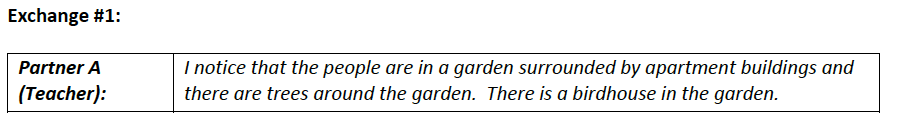 Exchange #1:
Partner A
(Teacher):
I notice that the people are in a garden surrounded by apartment buildings and
there are trees around the garden.  There is a birdhouse in the garden.